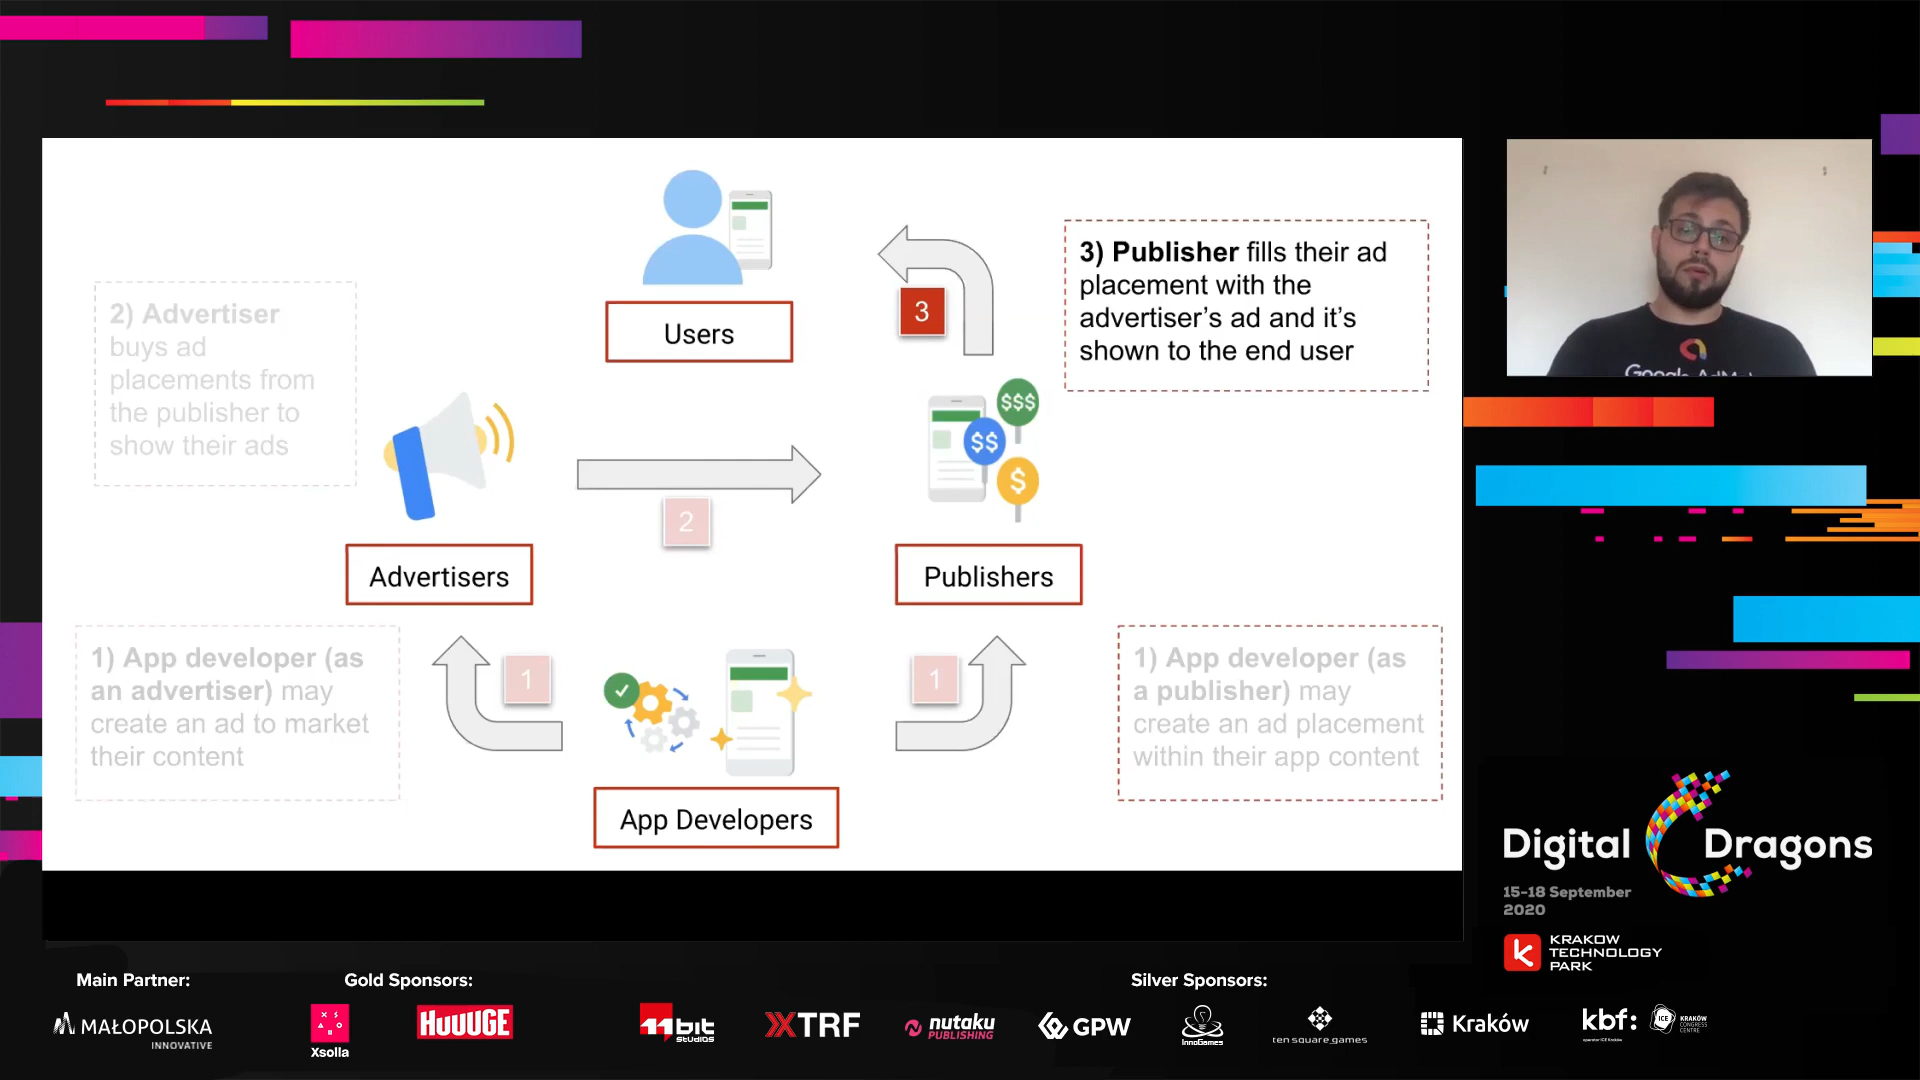 Users
3
3) Publisher fills their ad
placement with the
advertiser's ad and it's
shown to the end user
2) Advertiser
buys ad
placements from
the publisher to
show their ads
$$$
$$
$
2
Advertisers
Publishers
1) App developer (as
an advertiser) may
create an ad to market
their content
1
1
1) App developer (as
a publisher) may
create an ad placement
within their app content
App Developers
Digital Dragons
15-18 September
2020
KRAKOW
TECHNOLOGY
PARK
Main Partner:
Gold Sponsors:
Silver Sponsors:
MAŁOPOLSKA
INNOVATIVE
Xsolla
HUUUGE
11bit
STUDIOS
XTRF
nutaku
PUBLISHING
GPW
InnoGames
ten square games
Kraków
kbf:
ICE
KRAKÓW
CONGRESS
CENTRE